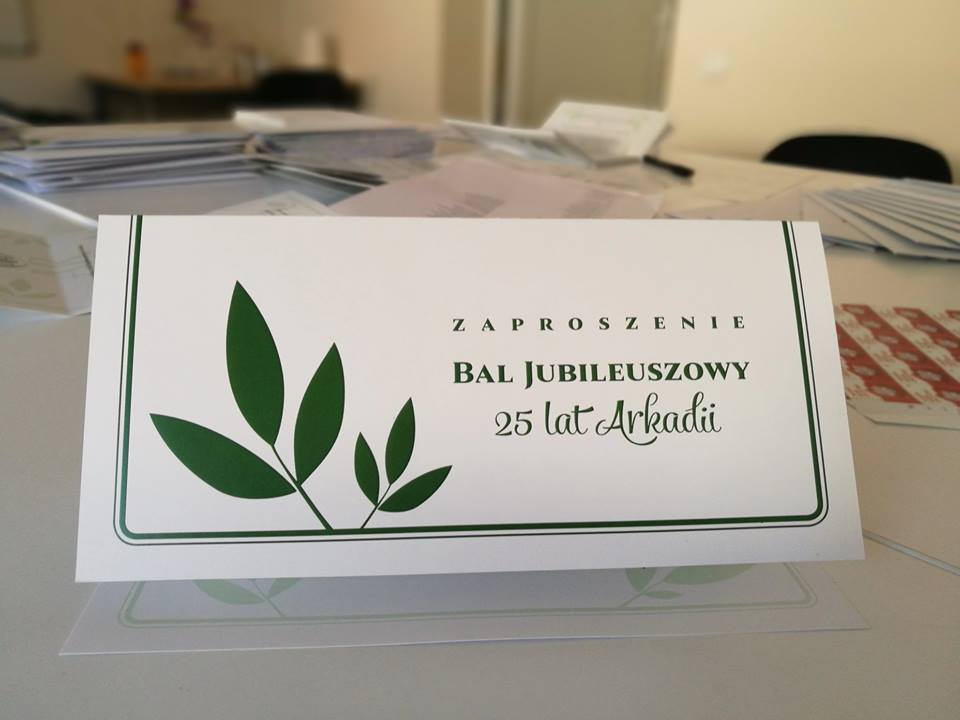 ZAPROSZENIE
BAL JUBILEUSZOWY
25 lat Arkadii